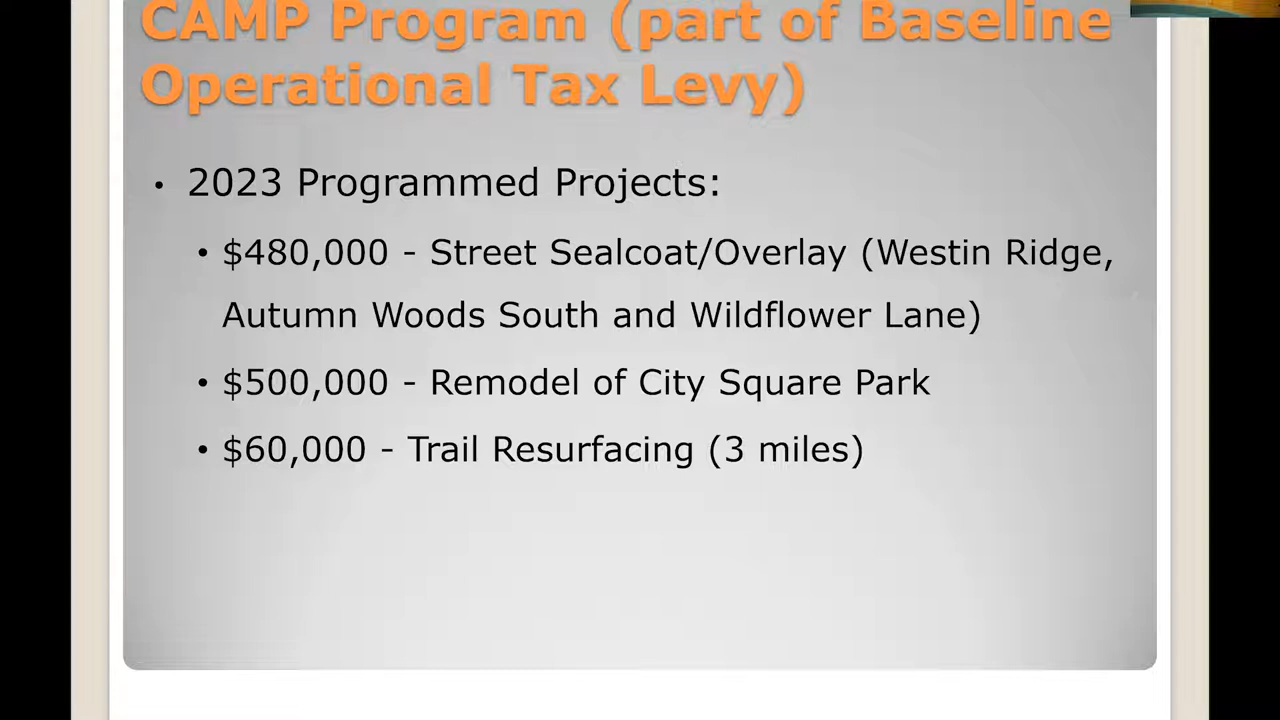 CAMP Program (part of Baseline
Operational Tax Levy)
• 2023 Programmed Projects:
• $480,000 - Street Sealcoat/Overlay (Westin Ridge,
Autumn Woods South and Wildflower Lane)
• $500,000 - Remodel of City Square Park
• $60,000 - Trail Resurfacing (3 miles)